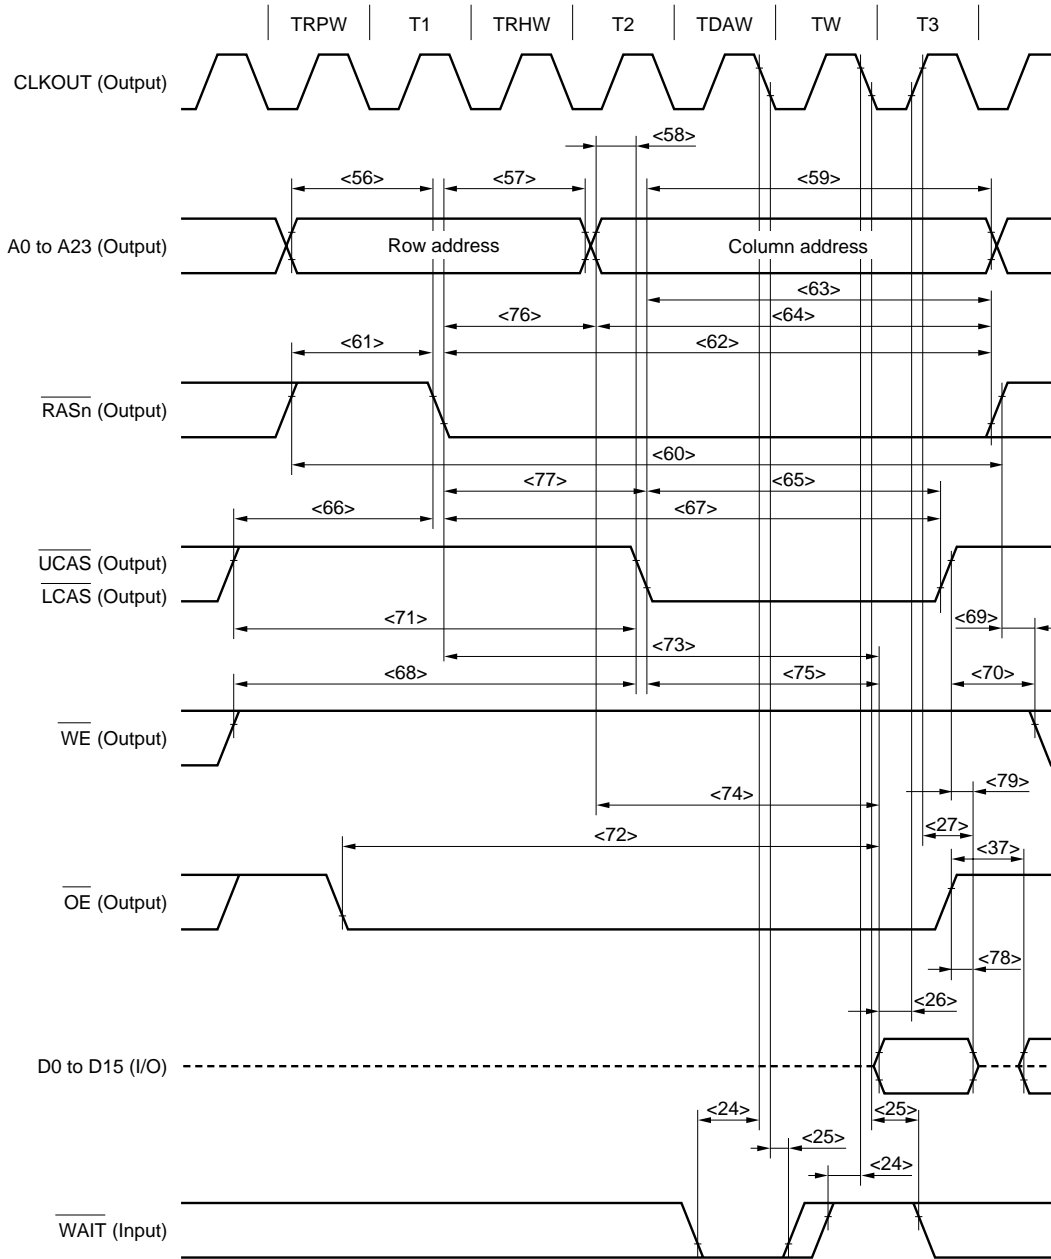 TRPW T1 TRHW T2 TDAW TW T3
CLKOUT (Output)
<58>
<56> <57> <59>
A0 to A23 (Output) Row address Column address
<63>
<76> <64>
<61> <62>
RASn (Output)
<60>
<77> <65>
<66> <67>
UCAS (Output)
LCAS (Output)
<71> <69>
<73>
<68> <75> <70>
WE (Output)
<79>
<74>
<27>
<72> <37>
OE (Output)
<78>
<26>
D0 to D15 (I/O)
<24> <25>
<25>
<24>
WAIT (Input)